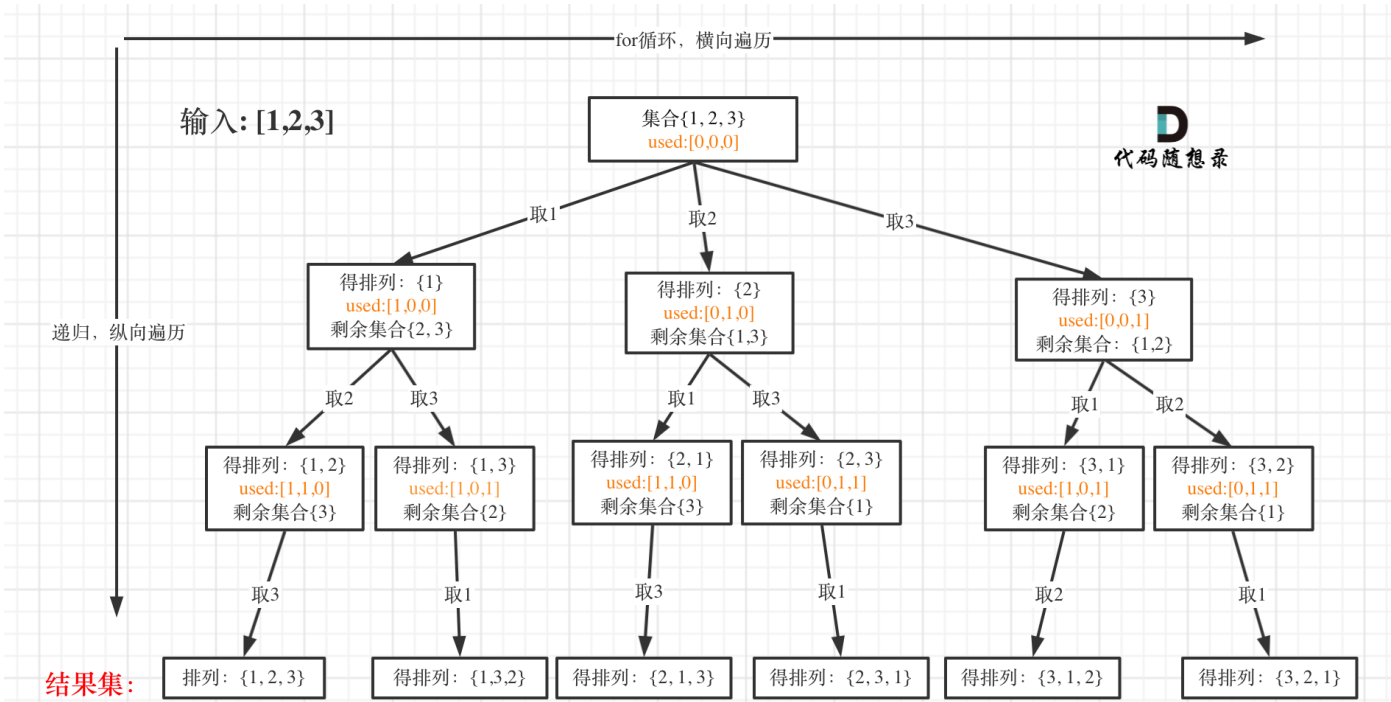 for循环，横向遍历
输入: [1,2,3]
集合{1, 2, 3}
used:[0,0,0]
代码随想录
取1
取2
取3
得排列：{1}
used:[1,0,0]
剩余集合{2, 3}
得排列：{2}
used:[0,1,0]
剩余集合{1,3}
得排列：{3}
used:[0,0,1]
剩余集合：{1,2}
递归，纵向遍历
取2
取3
取1
取3
取1
取2
得排列：{1, 2}
used:[1,1,0]
剩余集合{3}
得排列：{1, 3}
used:[1,0,1]
剩余集合{2}
得排列：{2, 1}
used:[1,1,0]
剩余集合{3}
得排列：{2, 3}
used:[0,1,1]
剩余集合{1}
得排列：{3, 1}
used:[1,0,1]
剩余集合{2}
得排列：{3, 2}
used:[0,1,1]
剩余集合{1}
取3
取1
取3
取1
取2
取1
结果集：
排列：{1, 2, 3}
得排列：{1,3,2}
得排列：{2, 1, 3}
得排列：{2, 3, 1}
得排列：{3, 1, 2}
得排列：{3, 2, 1}